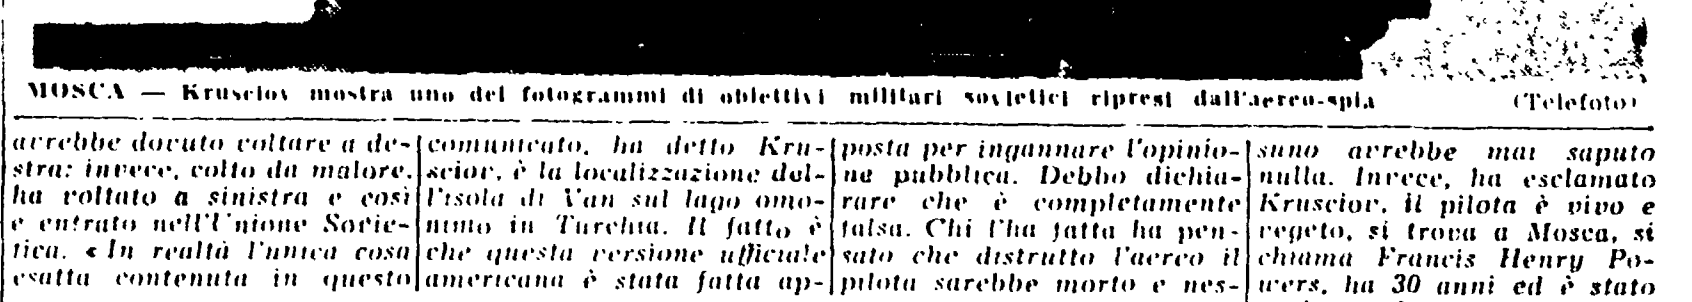 MOSCA — Krusciov mostra uno dei fotogrammi di obiettivi militari sovietici ripresi dall'aereo-spia (Telefoto)
avrebbe dovuto voltare a de-
stra: invece, colto da malore,
ha voltato a sinistra e così
è entrato nell'Unione Sovie-
tica. « In realtà l'unica cosa
esatta contenuta in questo
comunicato, ha detto Kru-
sciov, è la localizzazione del-
l'isola di Van sul lago omo-
nimo in Turchia. Il fatto è
che questa versione ufficiale
americana è stata fatta ap-
posta per ingannare l'opinio-
ne pubblica. Debbo dichia-
rare che è completamente
falsa. Chi l'ha fatta ha pen-
sato che distrutto l'aereo il
pilota sarebbe morto e nes-
suno avrebbe mai saputo
nulla. Invece, ha esclamato
Krusciov, il pilota è vivo e
vegeto, si trova a Mosca, si
chiama Francis Henry Po-
wers, ha 30 anni ed è stato